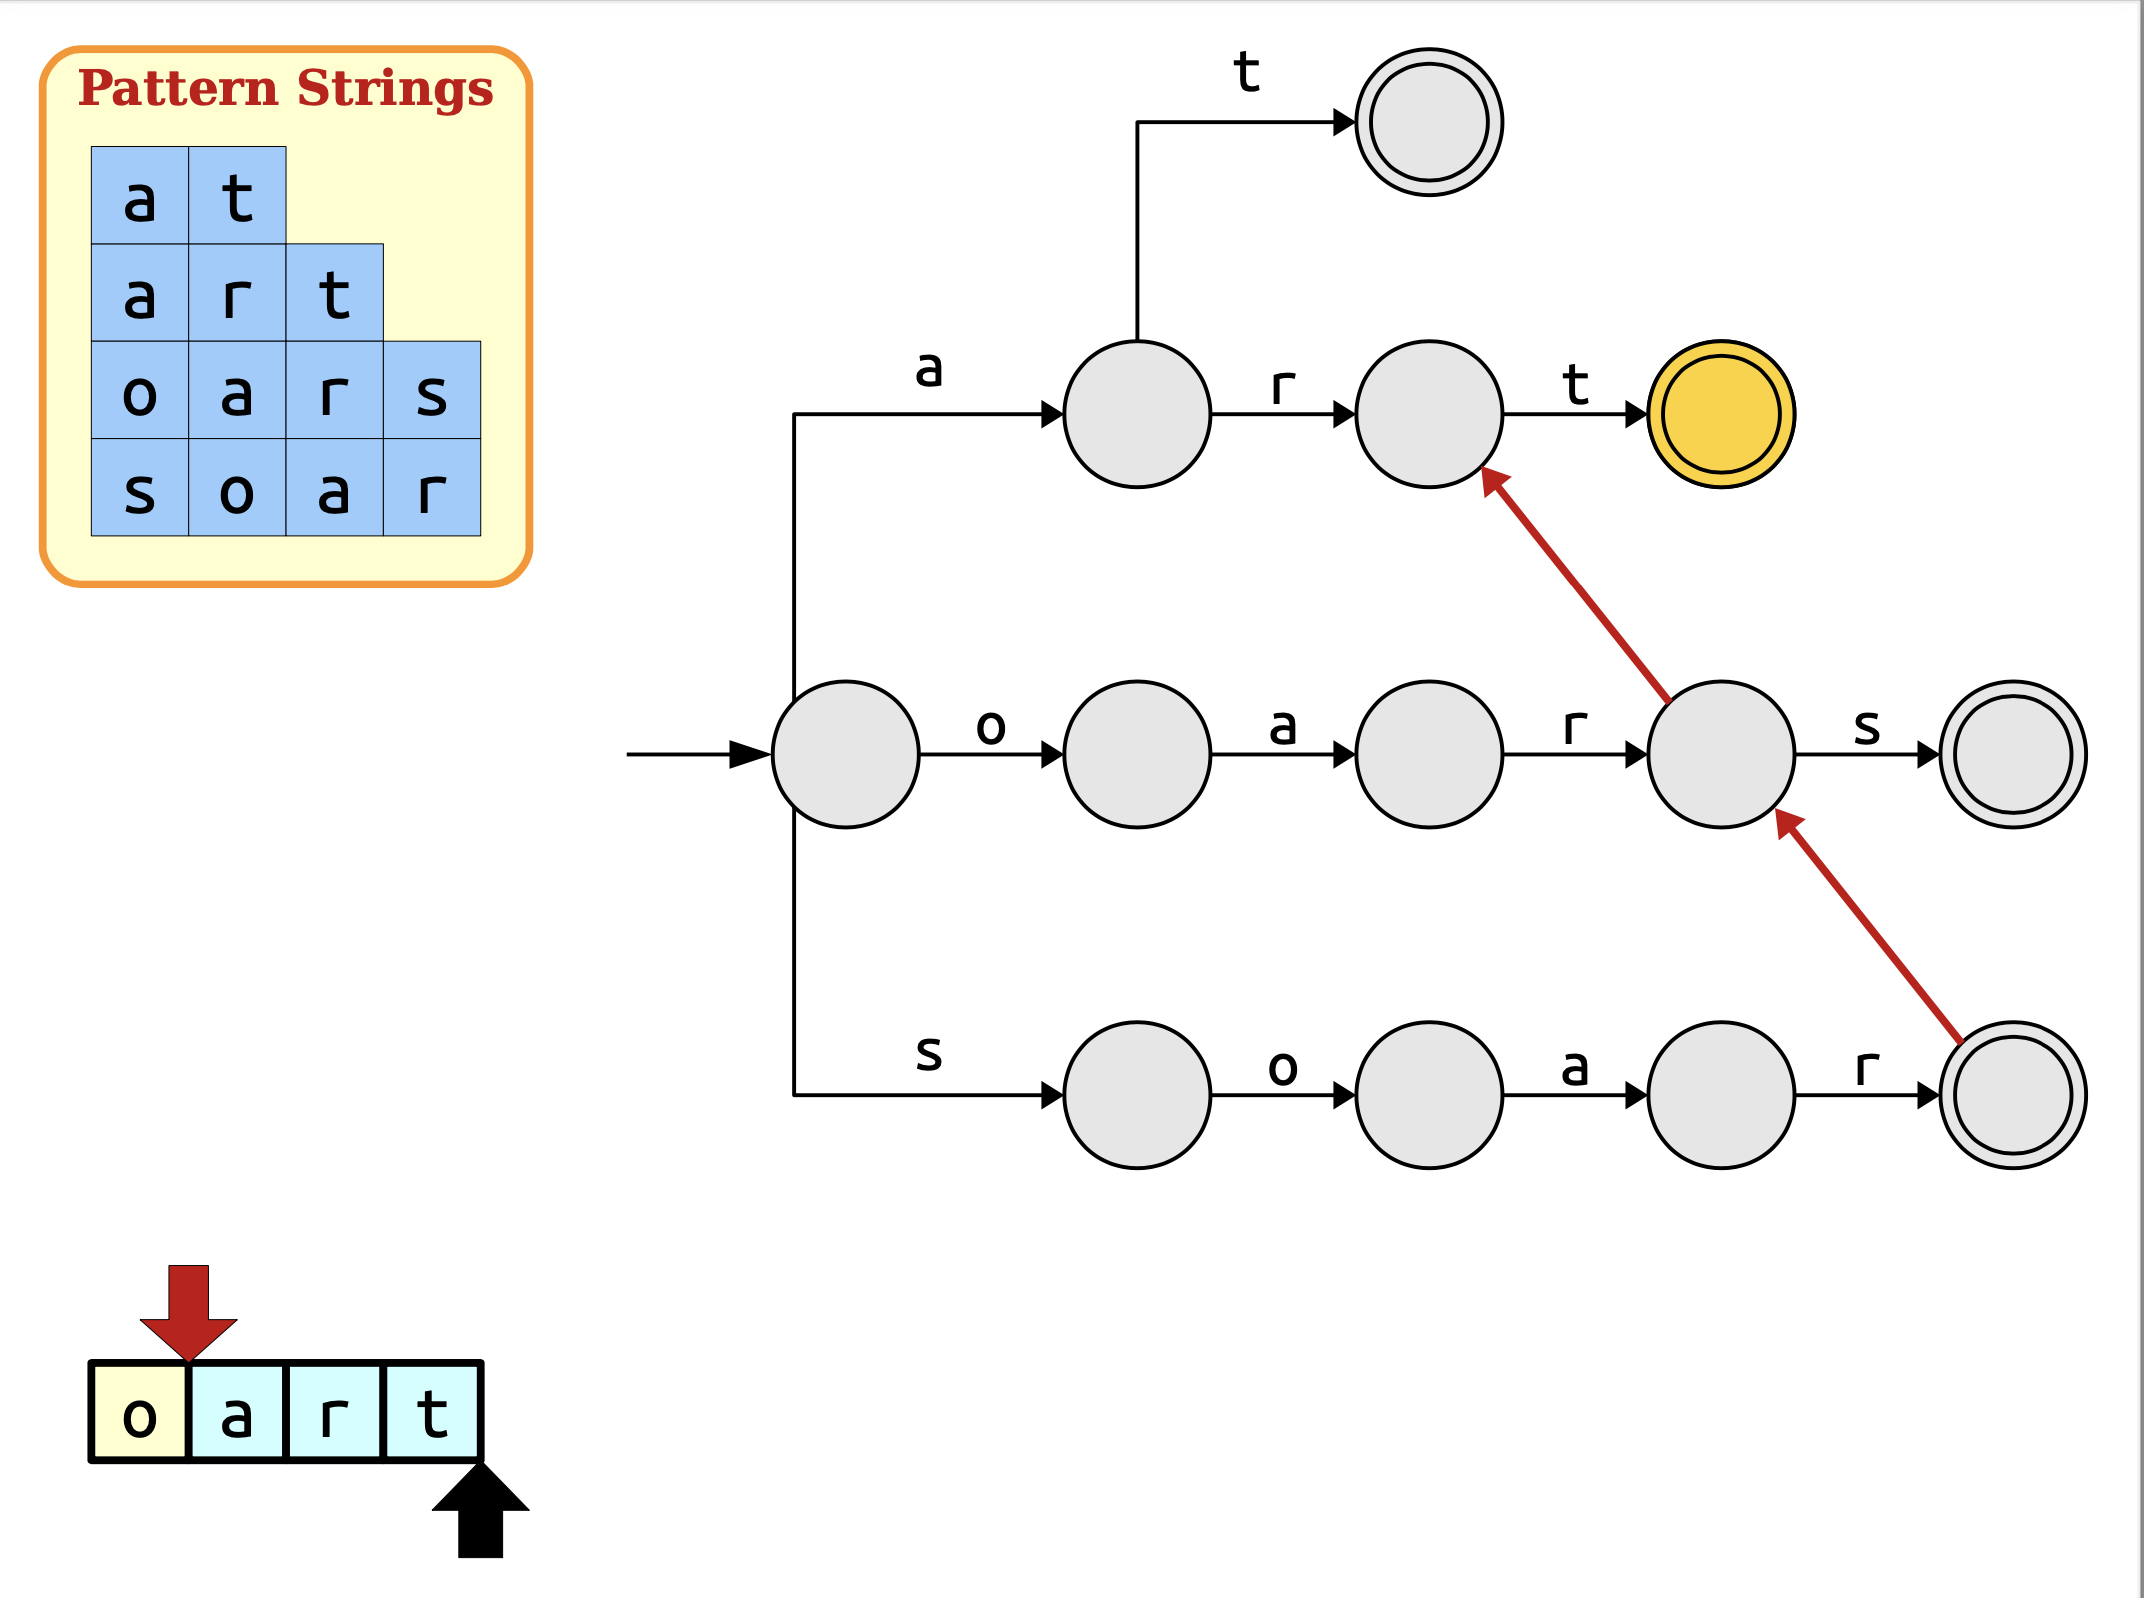 Pattern Strings
a t
a r t
o a r s
s o a r
t
a
r t
o a r s
s
o a r
o a r t